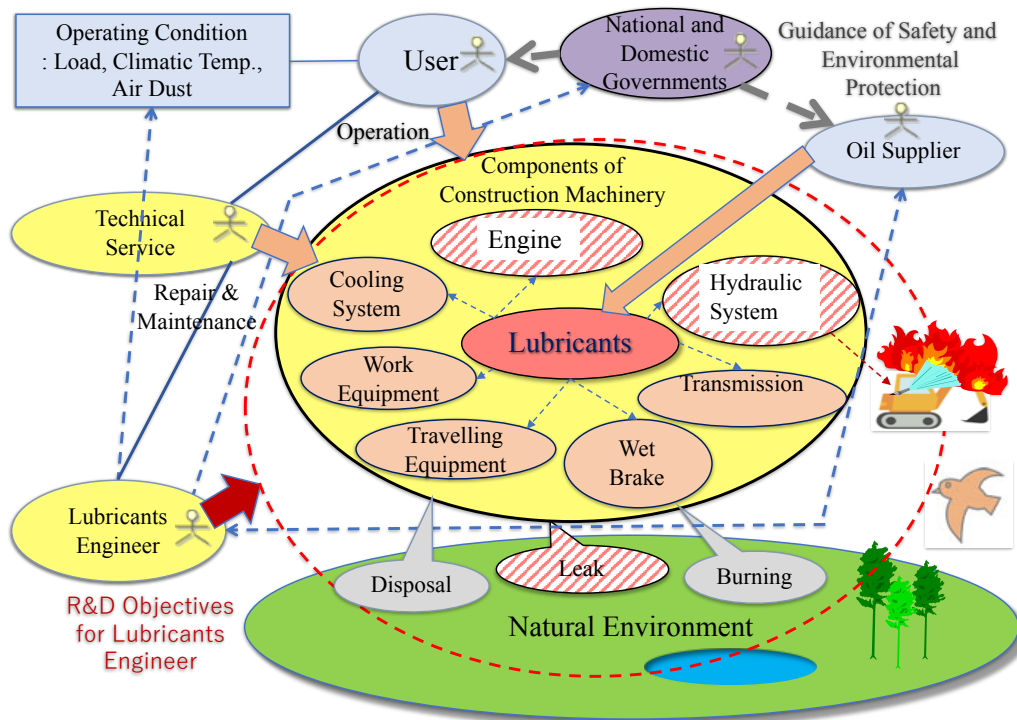 Operating Condition
: Load, Climatic Temp.,
Air Dust
User
National and
Domestic
Governments
Guidance of Safety and
Environmental
Protection
Oil Supplier
Operation
Components of
Construction Machinery
Technical
Service
Engine
Cooling
System
Hydraulic
System
Repair &
Maintenance
Lubricants
Work
Equipment
Transmission
Travelling
Equipment
Wet
Brake
Lubricants
Engineer
Disposal
Leak
Burning
R&D Objectives
for Lubricants
Engineer
Natural Environment